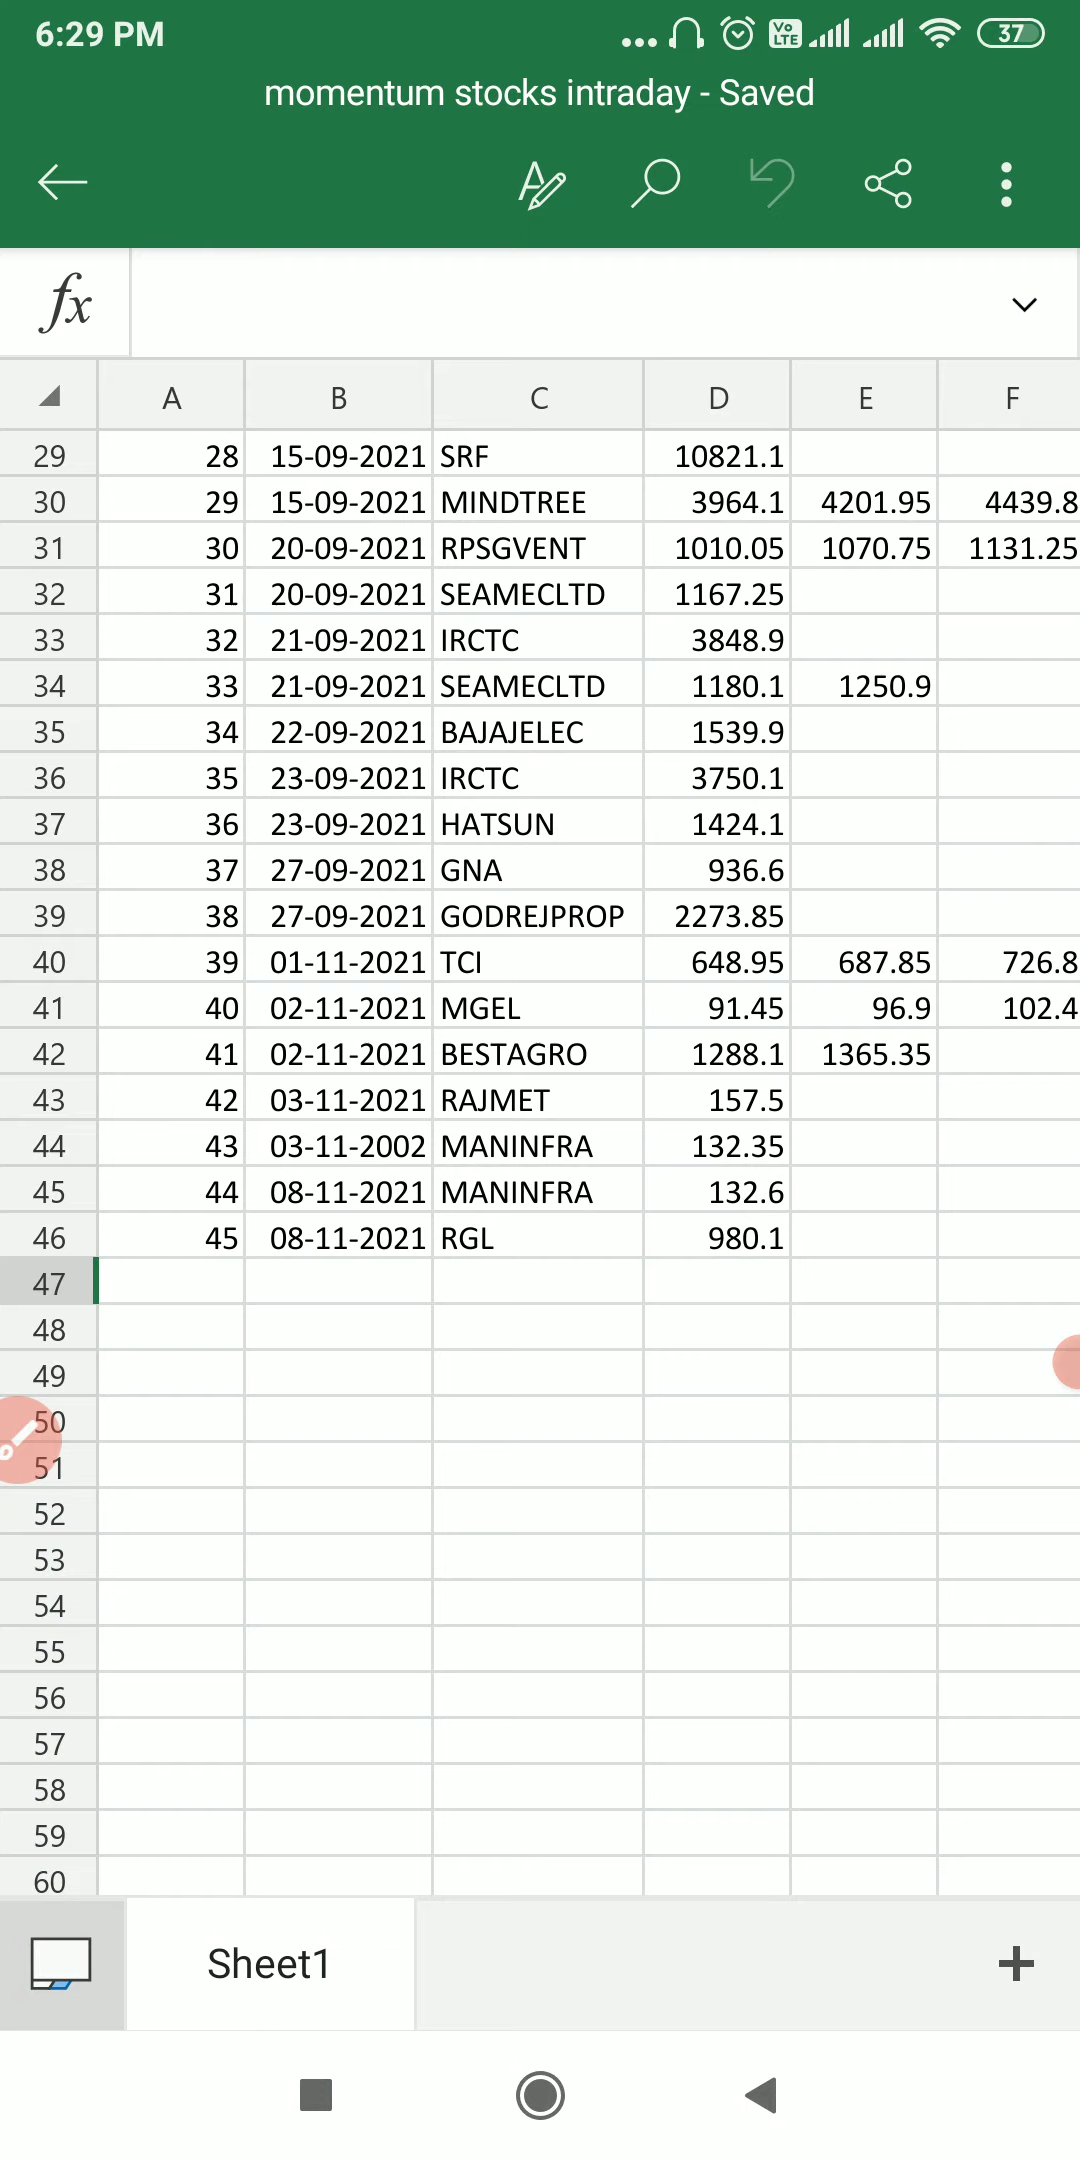 6:29 PM
Vo LTE 37
momentum stocks intraday - Saved
fx
A B C D E F
29 28 15-09-2021 SRF 10821.1
30 29 15-09-2021 MINDTREE 3964.1 4201.95 4439.8
31 30 20-09-2021 RPSGVENT 1010.05 1070.75 1131.25
32 31 20-09-2021 SEAMECLTD 1167.25
33 32 21-09-2021 IRCTC 3848.9
34 33 21-09-2021 SEAMECLTD 1180.1 1250.9
35 34 22-09-2021 BAJAJELEC 1539.9
36 35 23-09-2021 IRCTC 3750.1
37 36 23-09-2021 HATSUN 1424.1
38 37 27-09-2021 GNA 936.6
39 38 27-09-2021 GODREJPROP 2273.85
40 39 01-11-2021 TCI 648.95 687.85 726.8
41 40 02-11-2021 MGEL 91.45 96.9 102.4
42 41 02-11-2021 BESTAGRO 1288.1 1365.35
43 42 03-11-2021 RAJMET 157.5
44 43 03-11-2002 MANINFRA 132.35
45 44 08-11-2021 MANINFRA 132.6
46 45 08-11-2021 RGL 980.1
47
48
49
50
51
52
53
54
55
56
57
58
59
60
Sheet1